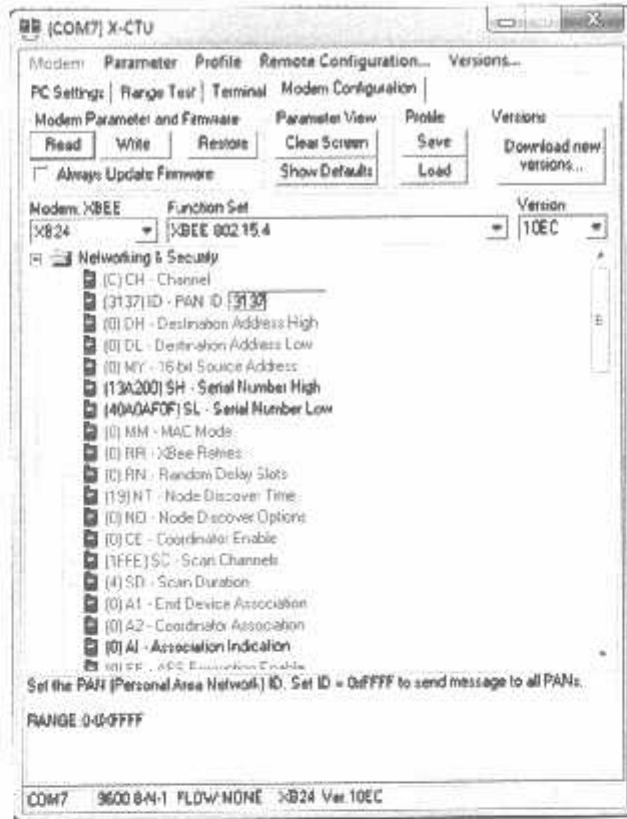 [COM7] X-CTU
Modem Parameter Profile Remote Configuration... Versions...
PC Settings Range Test Terminal Modem Configuration
Modem Parameter and Firmware Parameter View Profile Versions
Read Write Restore Clear Screen Save Download new versions...
Always Update Firmware Show Defaults Load
Modem: XBEE Function Set Version
XB24 XBEE 802.15.4 10EC
Networking & Security
(C) CH - Channel
(3137) ID - PAN ID 3137
(0) DH - Destination Address High
(0) DL - Destination Address Low
(0) MY - 16-bit Source Address
(13A200) SH - Serial Number High
(40A0AF0F) SL - Serial Number Low
(0) MM - MAC Mode
(0) RR - XBee Retries
(0) RN - Random Delay Slots
(19) NT - Node Discover Time
(0) NO - Node Discover Options
(0) CE - Coordinator Enable
(1FFE) SC - Scan Channels
(4) SD - Scan Duration
(0) A1 - End Device Association
(0) A2 - Coordinator Association
(0) AI - Association Indication
Set the PAN (Personal Area Network) ID. Set ID = 0xFFFF to send message to all PANs.
RANGE:0-0XFFFF
COM7 9600 8-N-1 FLOW:NONE XB24 Ver:10EC